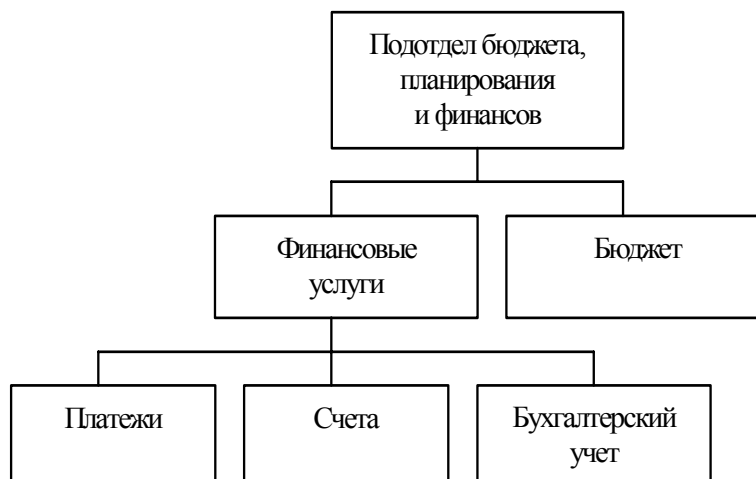 Подотдел бюджета,
планирования
и финансов
Финансовые
услуги
Бюджет
Платежи
Счета
Бухгалтерский
учет